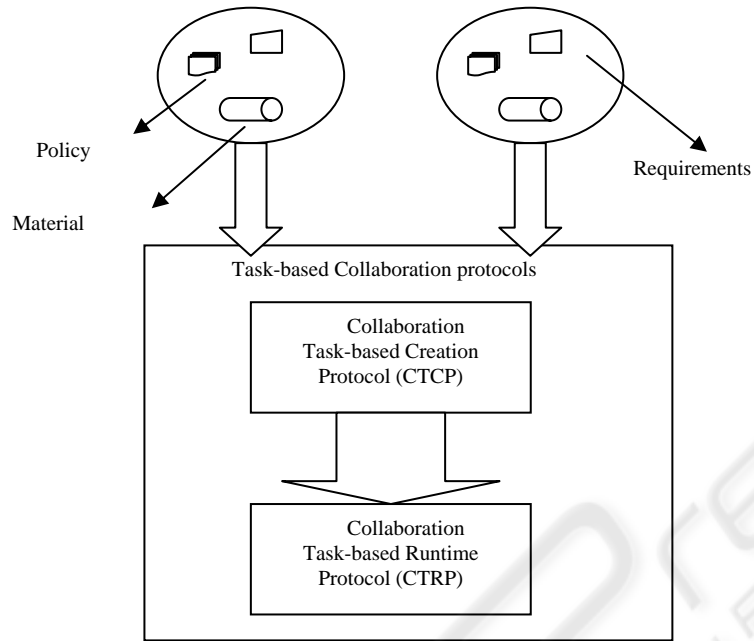 Policy
Requirements
Material
Task-based Collaboration protocols
Collaboration
Task-based Creation
Protocol (CTCP)
Collaboration
Task-based Runtime
Protocol (CTRP)